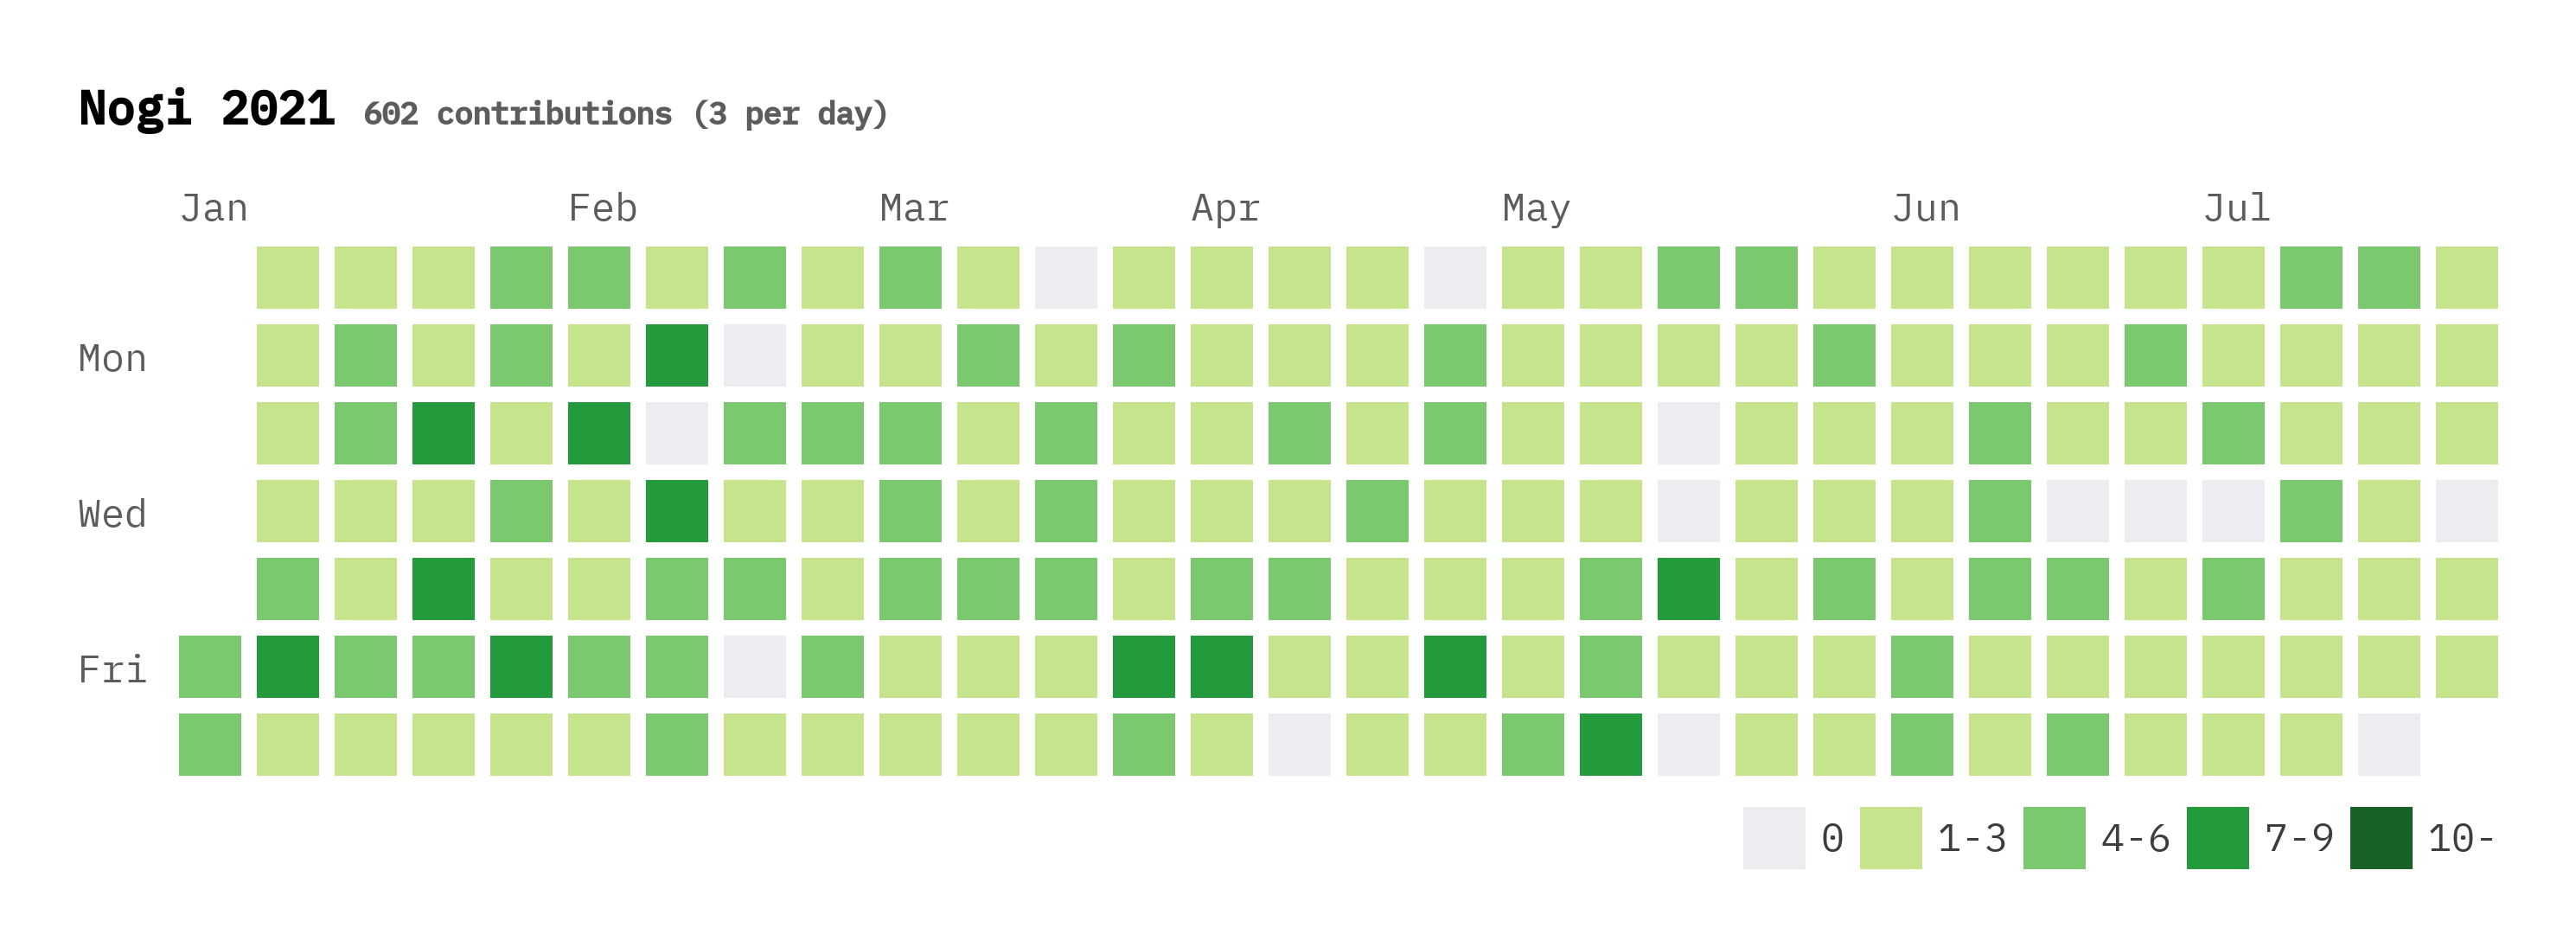 Nogi 2021 602 contributions (3 per day)
Jan Feb Mar Apr May Jun Jul
Mon
Wed
Fri
0 1-3 4-6 7-9 10-